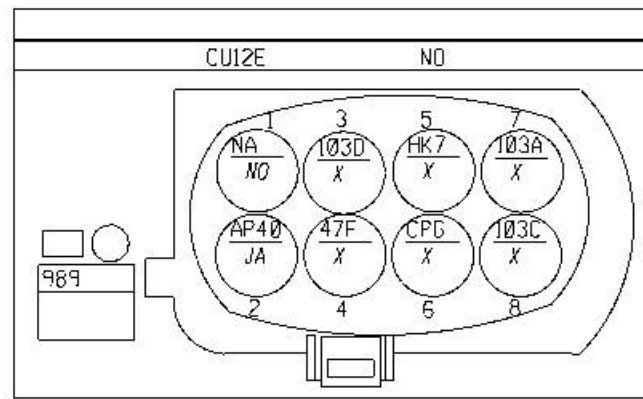 CU12E NO
1 3 5 7
NA 103D HK7 103A
NO X X X
AP40 47F CPG 103C
JA X X X
989
2 4 6 8